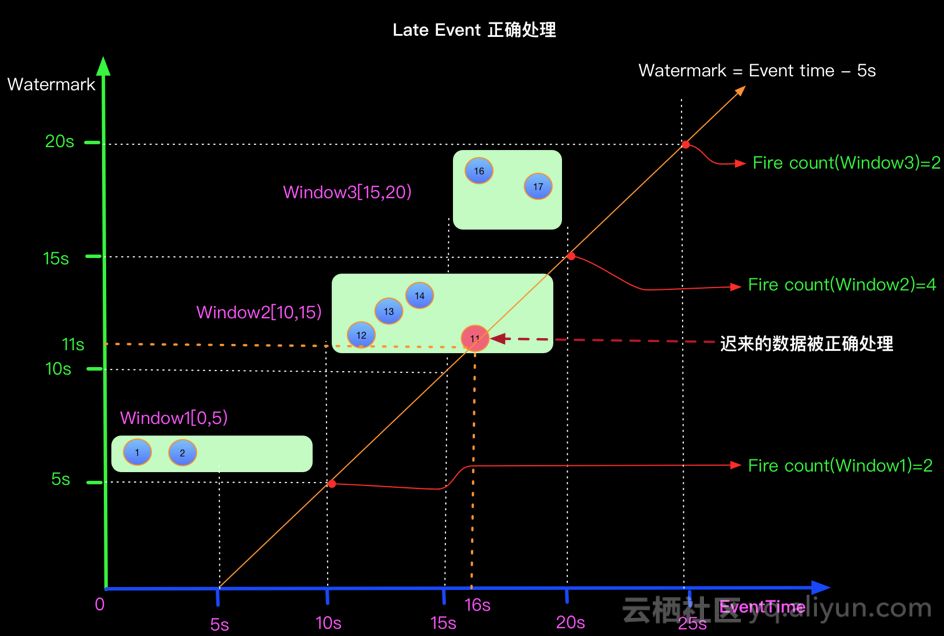 Late Event 正确处理
Watermark = Event time - 5s
Watermark
20s
Fire count(Window3)=2
16
17
Window3[15,20)
15s
Fire count(Window2)=4
14
Window2[10,15)
13
12
11
11s
迟来的数据被正确处理
10s
Window1[0,5)
1
2
Fire count(Window1)=2
5s
0
5s
10s
15s
16s
20s
25s
EventTime
云栖社区 yq.aliyun.com